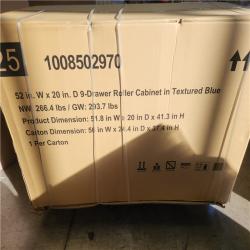 25
1008502970
52 in. W x 20 in. D 9-Drawer Roller Cabinet in Textured Blue
NW: 266.4 lbs / GW: 293.7 lbs
Product Dimension: 51.8 in W x 20 in D x 41.3 in H
Carton Dimension: 56 in W x 24.4 in D x 37.4 in H
1 Per Carton